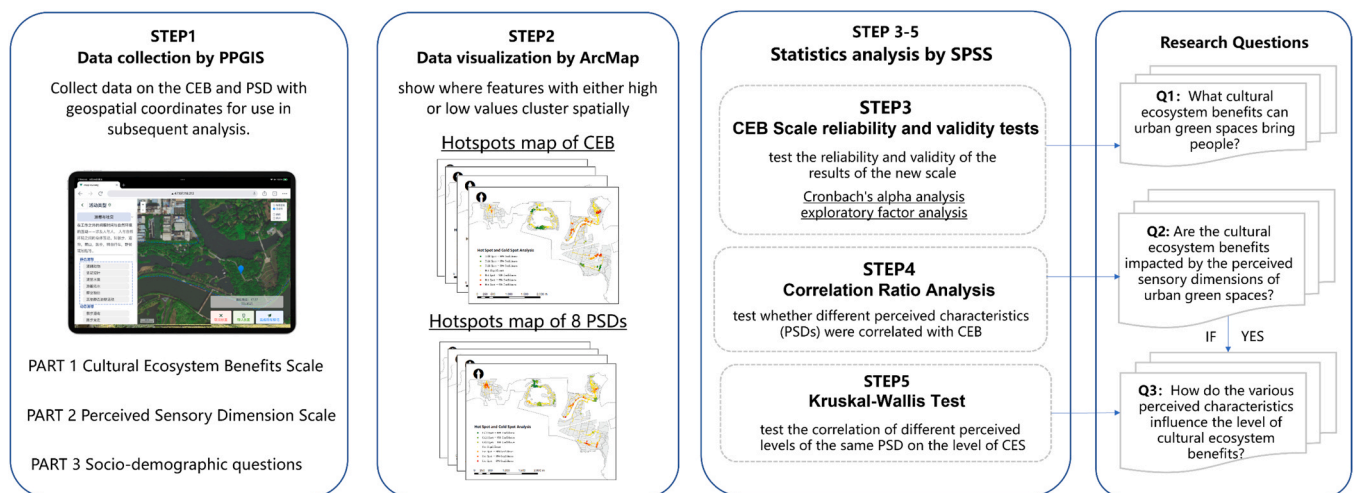 STEP1
Data collection by PPGIS
Collect data on the CEB and PSD with
geospatial coordinates for use in
subsequent analysis.
活动类型
PART 1 Cultural Ecosystem Benefits Scale
PART 2 Perceived Sensory Dimension Scale
PART 3 Socio-demographic questions
STEP2
Data visualization by ArcMap
show where features with either high
or low values cluster spatially
Hotspots map of CEB
Hot Spot and Cold Spot Analysis
Hotspots map of 8 PSDs
Hot Spot and Cold Spot Analysis
STEP 3-5
Statistics analysis by SPSS
STEP3
CEB Scale reliability and validity tests
test the reliability and validity of the
results of the new scale
Cronbach's alpha analysis
exploratory factor analysis
STEP4
Correlation Ratio Analysis
test whether different perceived characteristics
(PSDs) were correlated with CEB
STEP5
Kruskal-Wallis Test
test the correlation of different perceived
levels of the same PSD on the level of CES
Research Questions
Q1: What cultural
ecosystem benefits can
urban green spaces bring
people?
Q2: Are the cultural
ecosystem benefits
impacted by the perceived
sensory dimensions of
urban green spaces?
IF YES
Q3: How do the various
perceived characteristics
influence the level of
cultural ecosystem
benefits?